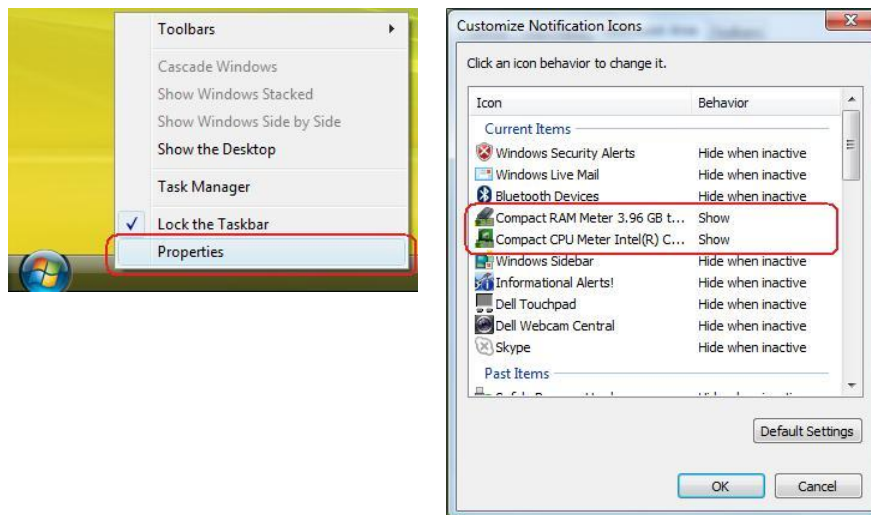 Toolbars
Cascade Windows
Show Windows Stacked
Show Windows Side by Side
Show the Desktop
Task Manager
Lock the Taskbar
Properties
Customize Notification Icons
Click an icon behavior to change it.
Icon Behavior
Current Items
Windows Security Alerts Hide when inactive
Windows Live Mail Hide when inactive
Bluetooth Devices Hide when inactive
Compact RAM Meter 3.96 GB t... Show
Compact CPU Meter Intel(R) C... Show
Windows Sidebar Hide when inactive
Informational Alerts! Hide when inactive
Dell Touchpad Hide when inactive
Dell Webcam Central Hide when inactive
Skype Hide when inactive
Past Items
Default Settings
OK Cancel